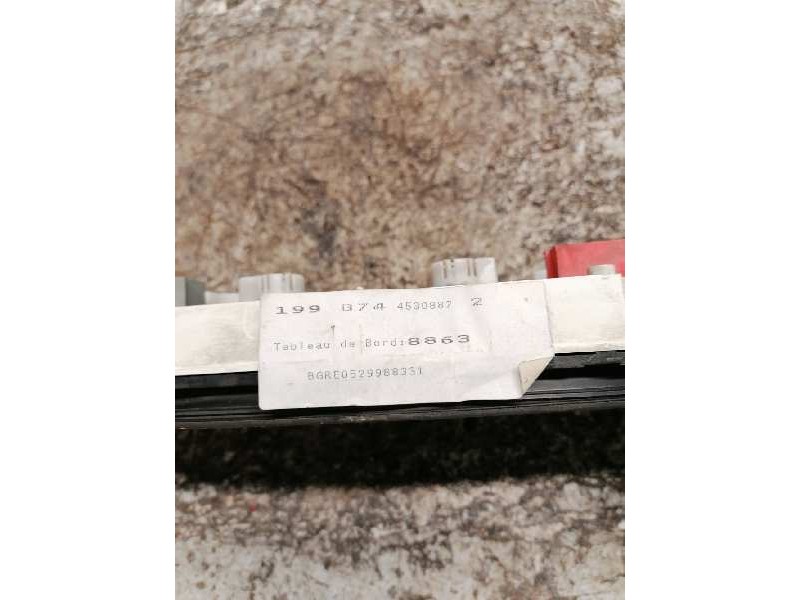 199 B74 4530887 2
Tableau de Bord:8863
BGRE0529988331